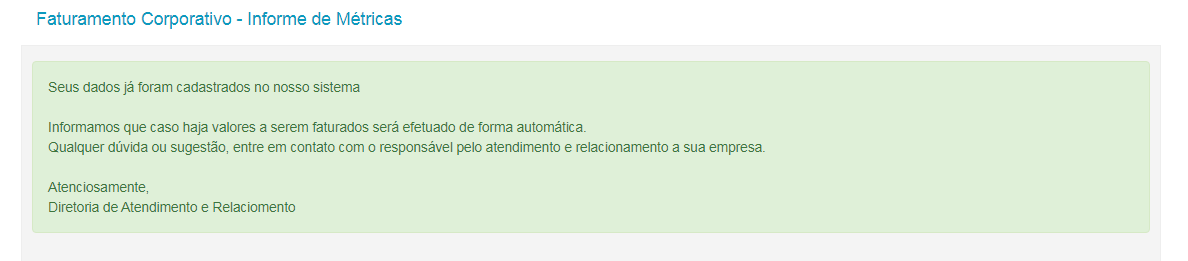 Faturamento Corporativo - Informe de Métricas
Seus dados já foram cadastrados no nosso sistema
Informamos que caso haja valores a serem faturados será efetuado de forma automática.
Qualquer dúvida ou sugestão, entre em contato com o responsável pelo atendimento e relacionamento a sua empresa.
Atenciosamente,
Diretoria de Atendimento e Relaciomento